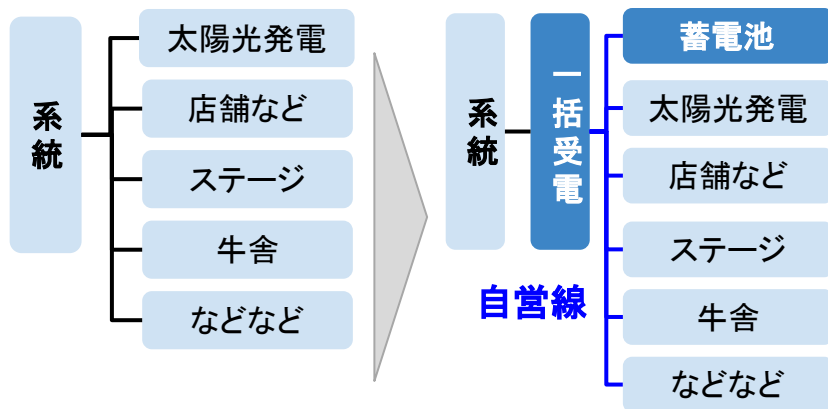 系統
太陽光発電
店舗など
ステージ
牛舎
などなど
系統
一括受電
自営線
蓄電池
太陽光発電
店舗など
ステージ
牛舎
などなど